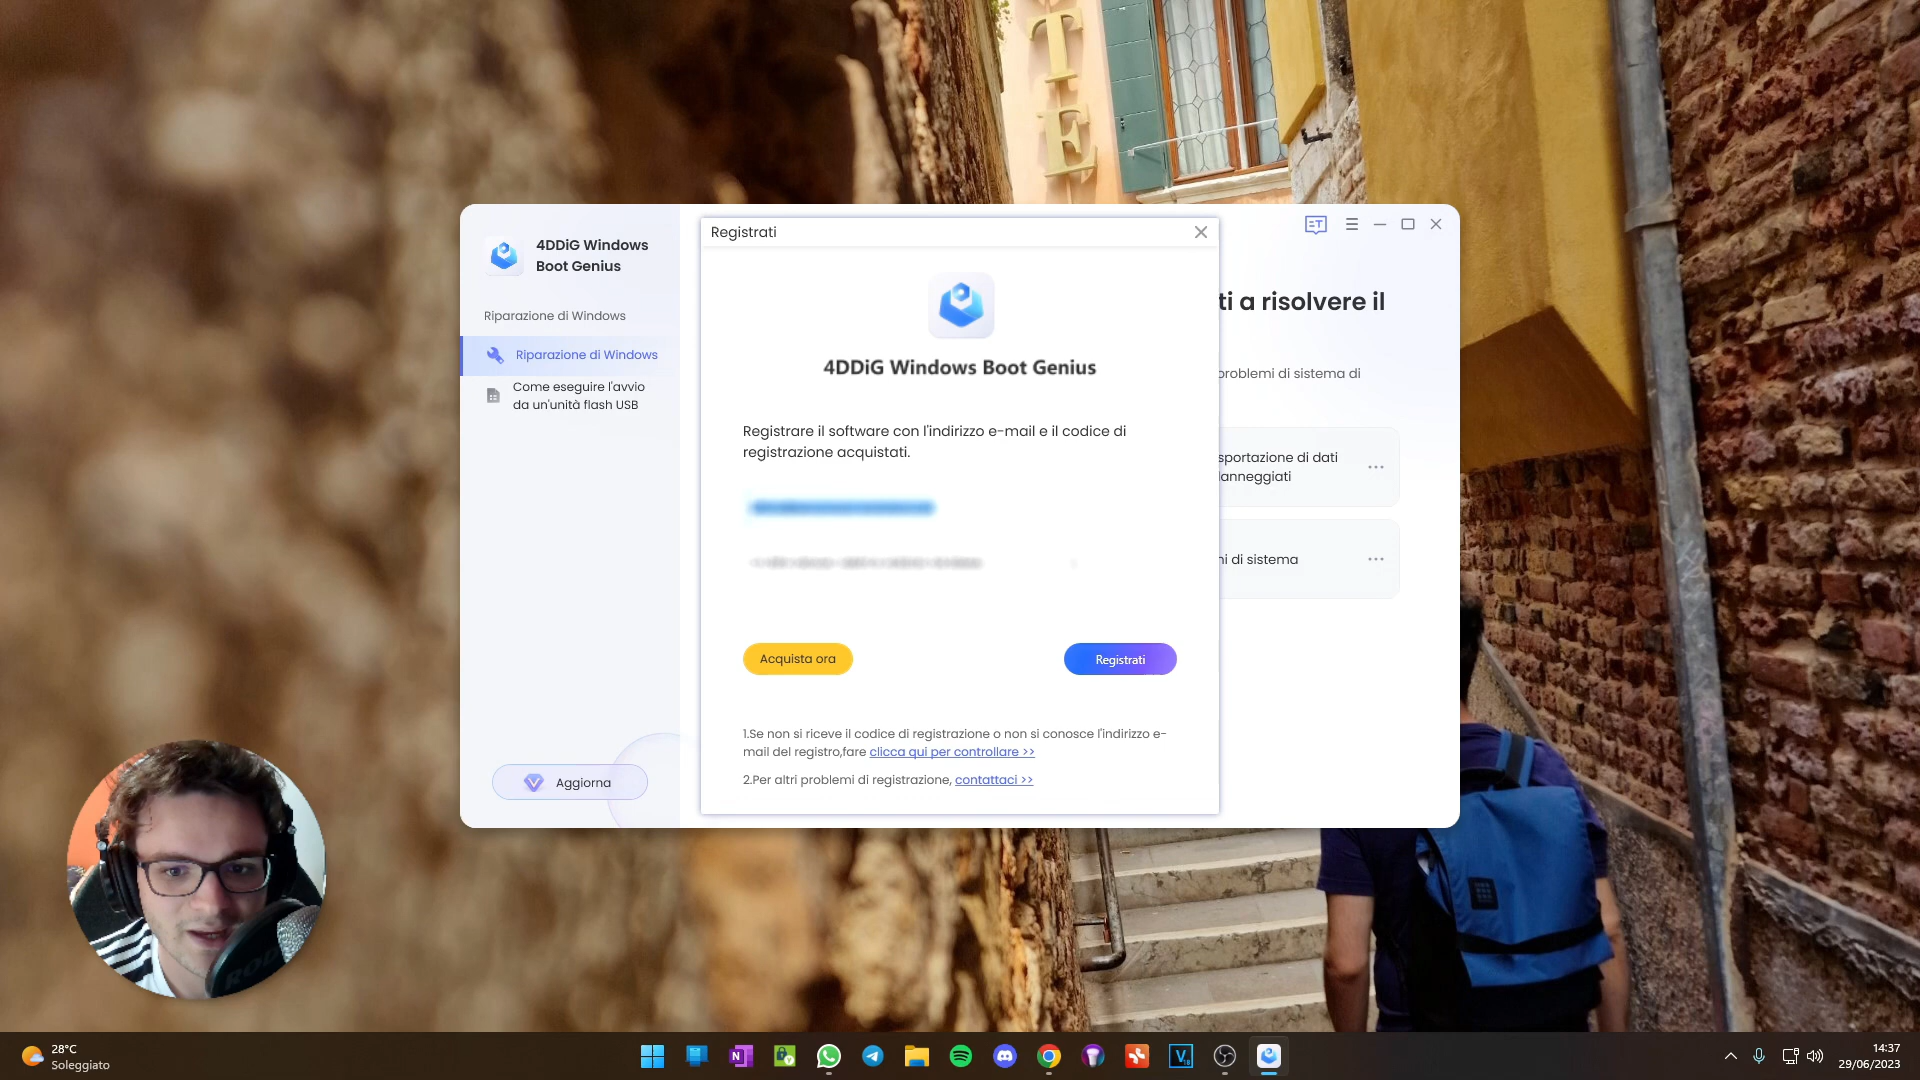 TE
4DDiG Windows
Boot Genius
Riparazione di Windows
Riparazione di Windows
Come eseguire l'avvio
da un'unità flash USB
Aggiorna
Registrati
4DDiG Windows Boot Genius
Registrare il software con l'indirizzo e-mail e il codice di
registrazione acquistati.
Acquista ora
Registrati
1.Se non si riceve il codice di registrazione o non si conosce l'indirizzo e-
mail del registro,fare clicca qui per controllare >>
2.Per altri problemi di registrazione, contattaci >>
ti a risolvere il
problemi di sistema di
sportazione di dati
danneggiati
ni di sistema
RODE
28°C
Soleggiato
14:37
29/06/2023